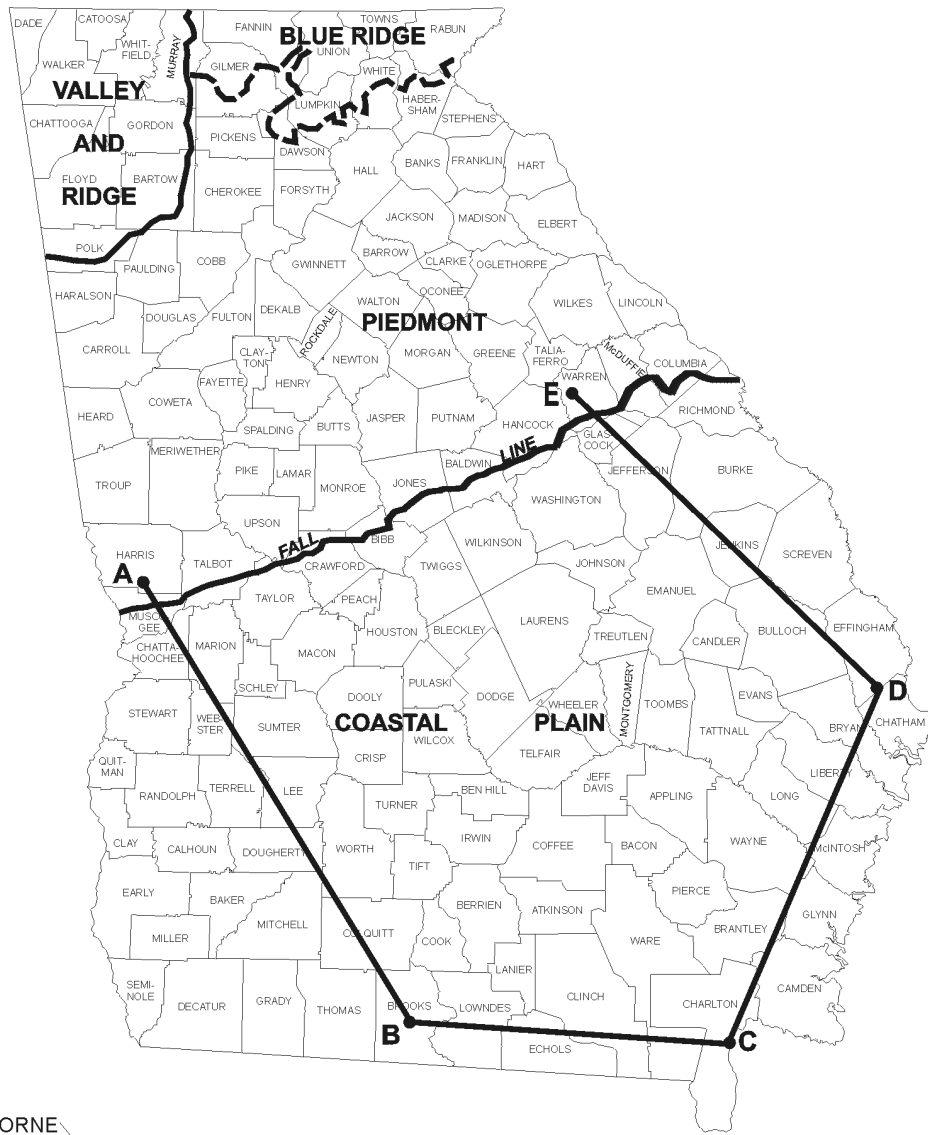 DADE
CATOOSA
FANNIN
TOWNS
RABUN
BLUE RIDGE
UNION
WHIT-
FIELD
MURRAY
WALKER
GILMER
WHITE
VALLEY
LUMPKIN
HABER-
SHAM
CHATTOOGA
GORDON
STEPHENS
AND
PICKENS
DAWSON
BANKS
FRANKLIN
HART
HALL
FLOYD
BARTOW
CHEROKEE
FORSYTH
RIDGE
JACKSON
MADISON
ELBERT
POLK
PAULDING
COBB
GWINNETT
BARROW
CLARKE
OGLETHORPE
HARALSON
OCONEE
DOUGLAS
FULTON
DEKALB
WALTON
WILKES
LINCOLN
ROCKDALE
PIEDMONT
CARROLL
CLAY-
TON
NEWTON
MORGAN
GREENE
TALIA-
FERRO
McDUFFIE
COLUMBIA
FAYETTE
HENRY
WARREN
E
HEARD
COWETA
BUTTS
JASPER
PUTNAM
HANCOCK
RICHMOND
SPALDING
GLAS-
COCK
MERIWETHER
LINE
TROUP
PIKE
LAMAR
MONROE
JONES
BALDWIN
JEFFERSON
BURKE
WASHINGTON
UPSON
FALL
BIBB
WILKINSON
JENKINS
HARRIS
TALBOT
CRAWFORD
TWIGGS
JOHNSON
SCREVEN
A
TAYLOR
PEACH
EMANUEL
MUSCO
GEE
HOUSTON
BLECKLEY
LAURENS
TREUTLEN
CANDLER
BULLOCH
EFFINGHAM
CHATTA-
HOOCHEE
MARION
MACON
SCHLEY
DOOLY
PULASKI
DODGE
WHEELER
MONTGOMERY
TOOMBS
EVANS
D
STEWART
WEB-
STER
SUMTER
COASTAL
PLAIN
WILCOX
TATTNALL
BRYAN
CHATHAM
TELFAIR
CRISP
QUIT-
MAN
RANDOLPH
TERRELL
LEE
TURNER
BEN HILL
JEFF
DAVIS
APPLING
LIBERTY
LONG
CLAY
CALHOUN
DOUGHERTY
WORTH
IRWIN
COFFEE
BACON
WAYNE
McINTOSH
TIFT
EARLY
BAKER
PIERCE
BERRIEN
ATKINSON
MITCHELL
COLQUITT
COOK
WARE
BRANTLEY
GLYNN
MILLER
LANIER
SEMI-
NOLE
DECATUR
GRADY
THOMAS
BROOKS
LOWNDES
CLINCH
CHARLTON
CAMDEN
B
C
ECHOLS
ORNE